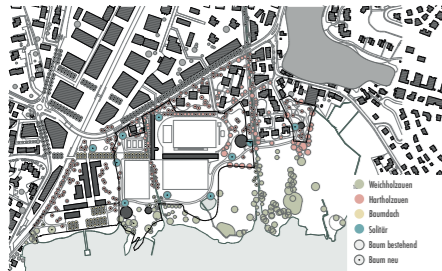 Weichholzauen
Hartholzauen
Baumdach
Solitär
Baum bestehend
Baum neu